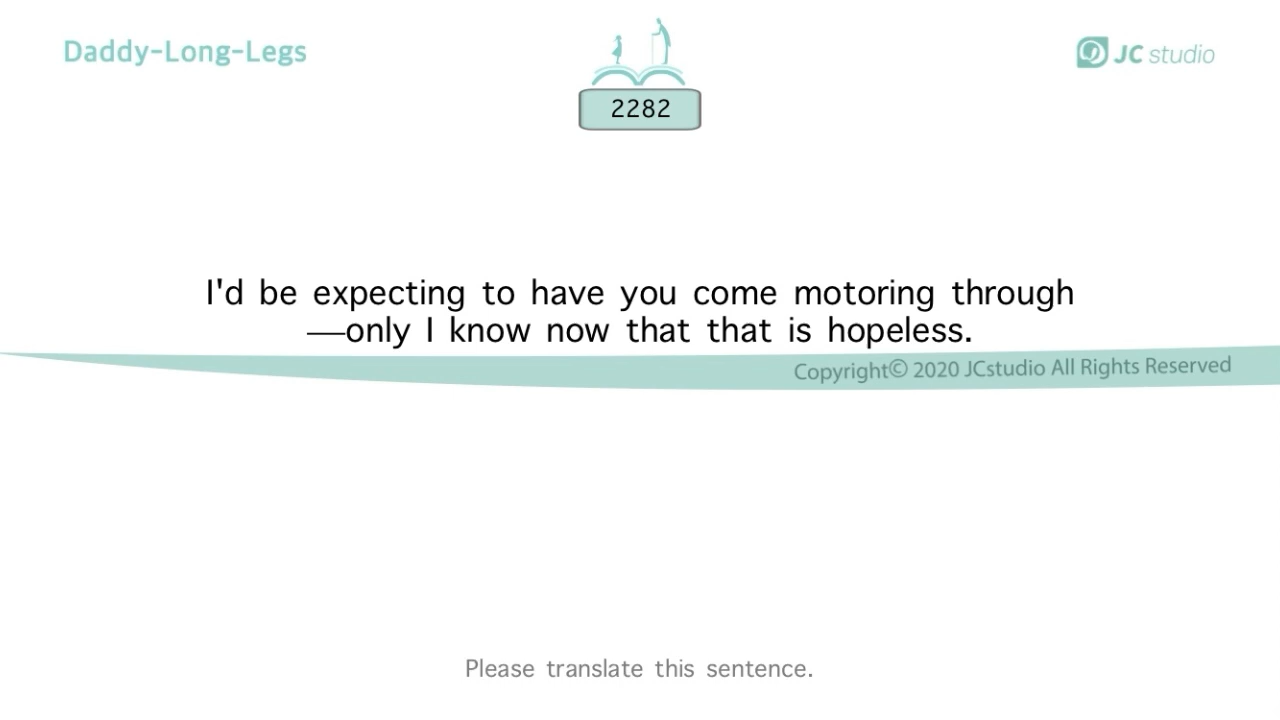 Daddy-Long-Legs
JC studio
2282
I'd be expecting to have you come motoring through
—only I know now that that is hopeless.
Copyright© 2020 JCstudio All Rights Reserved
Please translate this sentence.